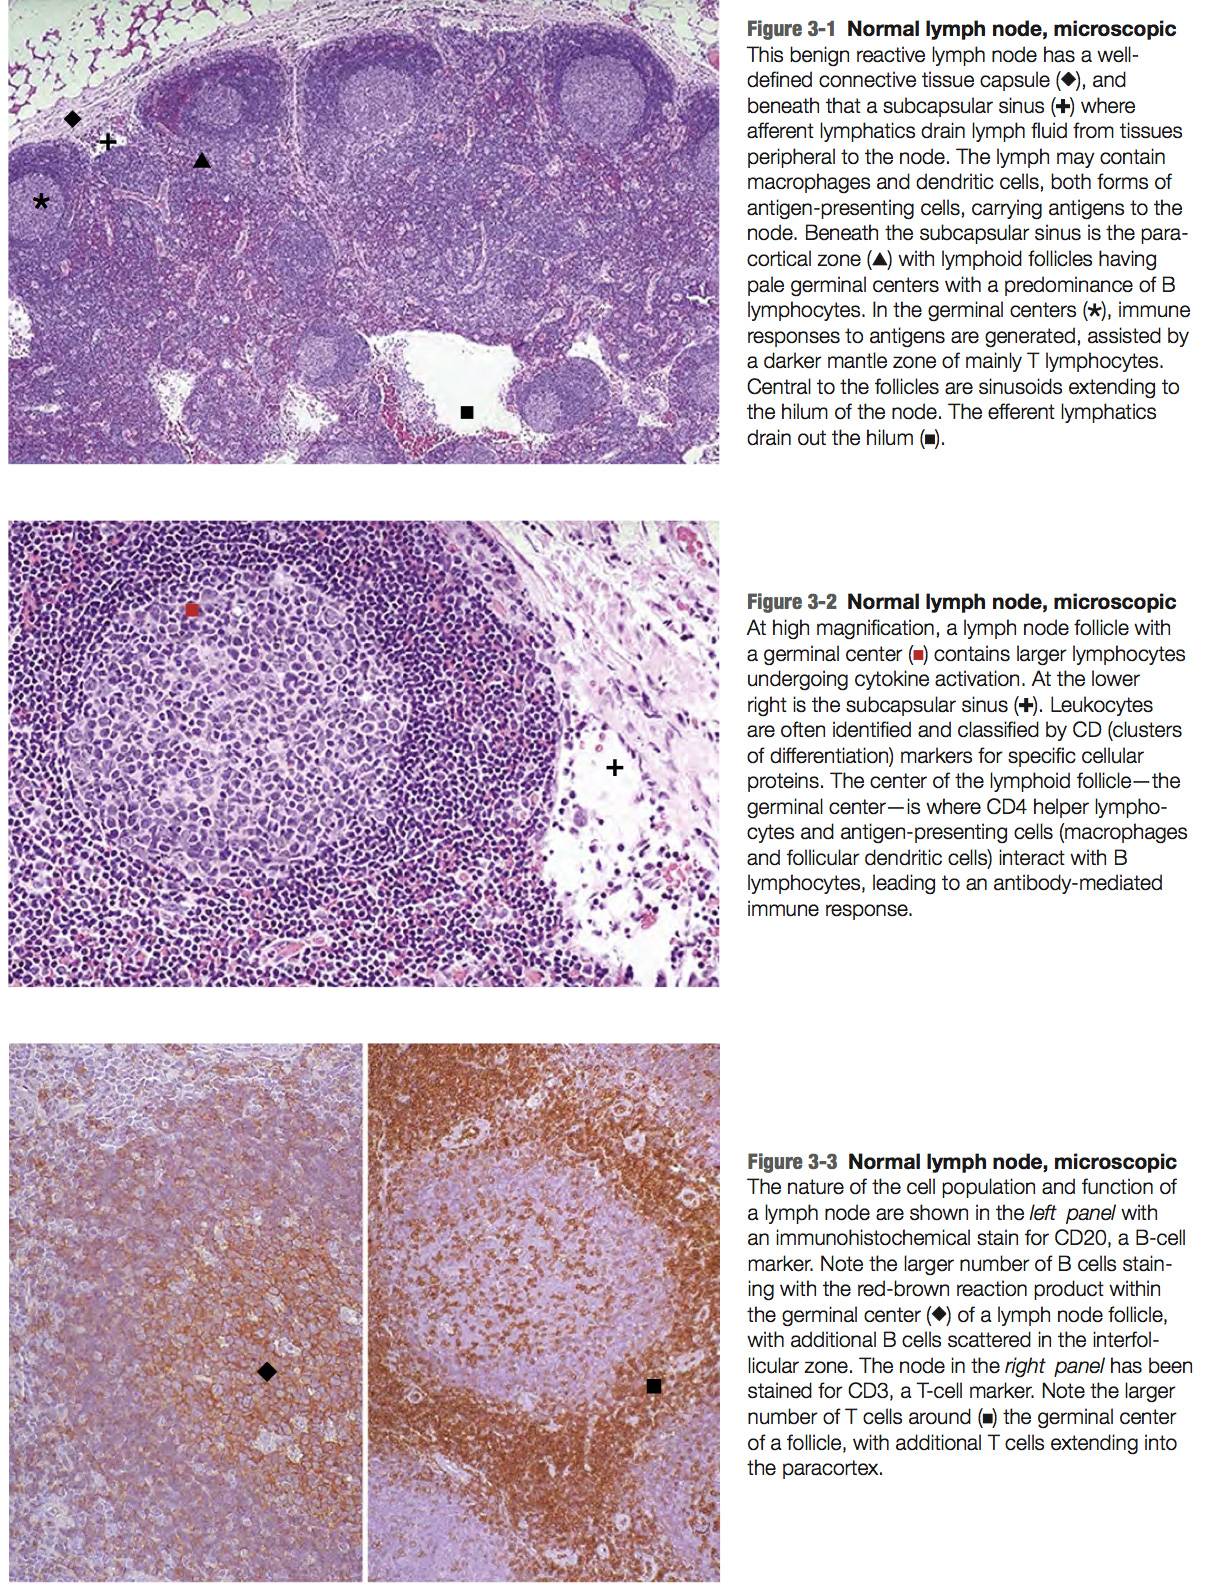 Figure 3-1 Normal lymph node, microscopic
This benign reactive lymph node has a well-
defined connective tissue capsule (◆), and
beneath that a subcapsular sinus (✚) where
afferent lymphatics drain lymph fluid from tissues
peripheral to the node. The lymph may contain
macrophages and dendritic cells, both forms of
antigen-presenting cells, carrying antigens to the
node. Beneath the subcapsular sinus is the para-
cortical zone (▲) with lymphoid follicles having
pale germinal centers with a predominance of B
lymphocytes. In the germinal centers (★), immune
responses to antigens are generated, assisted by
a darker mantle zone of mainly T lymphocytes.
Central to the follicles are sinusoids extending to
the hilum of the node. The efferent lymphatics
drain out the hilum (■).
Figure 3-2 Normal lymph node, microscopic
At high magnification, a lymph node follicle with
a germinal center (■) contains larger lymphocytes
undergoing cytokine activation. At the lower
right is the subcapsular sinus (✚). Leukocytes
are often identified and classified by CD (clusters
of differentiation) markers for specific cellular
proteins. The center of the lymphoid follicle—the
germinal center—is where CD4 helper lympho-
cytes and antigen-presenting cells (macrophages
and follicular dendritic cells) interact with B
lymphocytes, leading to an antibody-mediated
immune response.
Figure 3-3 Normal lymph node, microscopic
The nature of the cell population and function of
a lymph node are shown in the left panel with
an immunohistochemical stain for CD20, a B-cell
marker. Note the larger number of B cells stain-
ing with the red-brown reaction product within
the germinal center (◆) of a lymph node follicle,
with additional B cells scattered in the interfol-
licular zone. The node in the right panel has been
stained for CD3, a T-cell marker. Note the larger
number of T cells around (■) the germinal center
of a follicle, with additional T cells extending into
the paracortex.